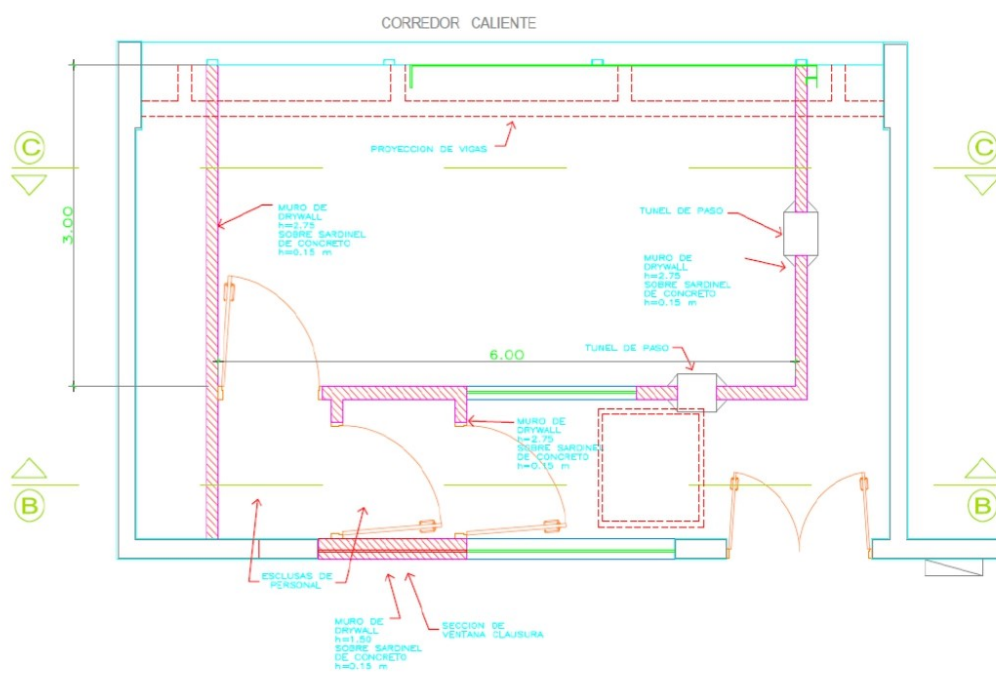 CORREDOR CALIENTE
C
C
PROYECCION DE VIGAS
3.00
MURO DE
DRYWALL
h=2.75
SOBRE SARDINEL
DE CONCRETO
h=0.15 m
TUNEL DE PASO
MURO DE
DRYWALL
h=2.75
SOBRE SARDINEL
DE CONCRETO
h=0.15 m
6.00
TUNEL DE PASO
MURO DE
DRYWALL
h=2.75
SOBRE SARDINEL
DE CONCRETO
h=0.15 m
B
B
ESCLUSAS DE
PERSONAL
MURO DE
DRYWALL
h=1.50
SOBRE SARDINEL
DE CONCRETO
h=0.15 m
SECCION DE
VENTANA CLAUSURA